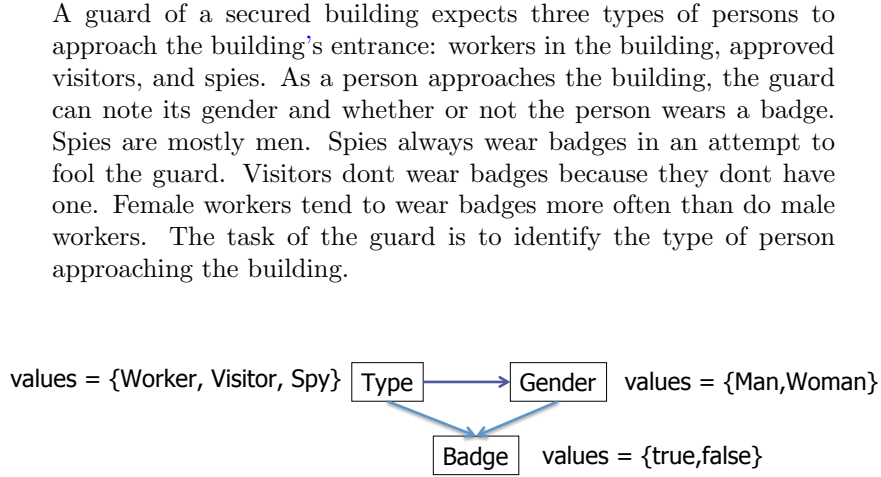 A guard of a secured building expects three types of persons to
approach the building's entrance: workers in the building, approved
visitors, and spies. As a person approaches the building, the guard
can note its gender and whether or not the person wears a badge.
Spies are mostly men. Spies always wear badges in an attempt to
fool the guard. Visitors dont wear badges because they dont have
one. Female workers tend to wear badges more often than do male
workers. The task of the guard is to identify the type of person
approaching the building.
values = {Worker, Visitor, Spy} Type Gender values = {Man,Woman}
Badge values = {true,false}